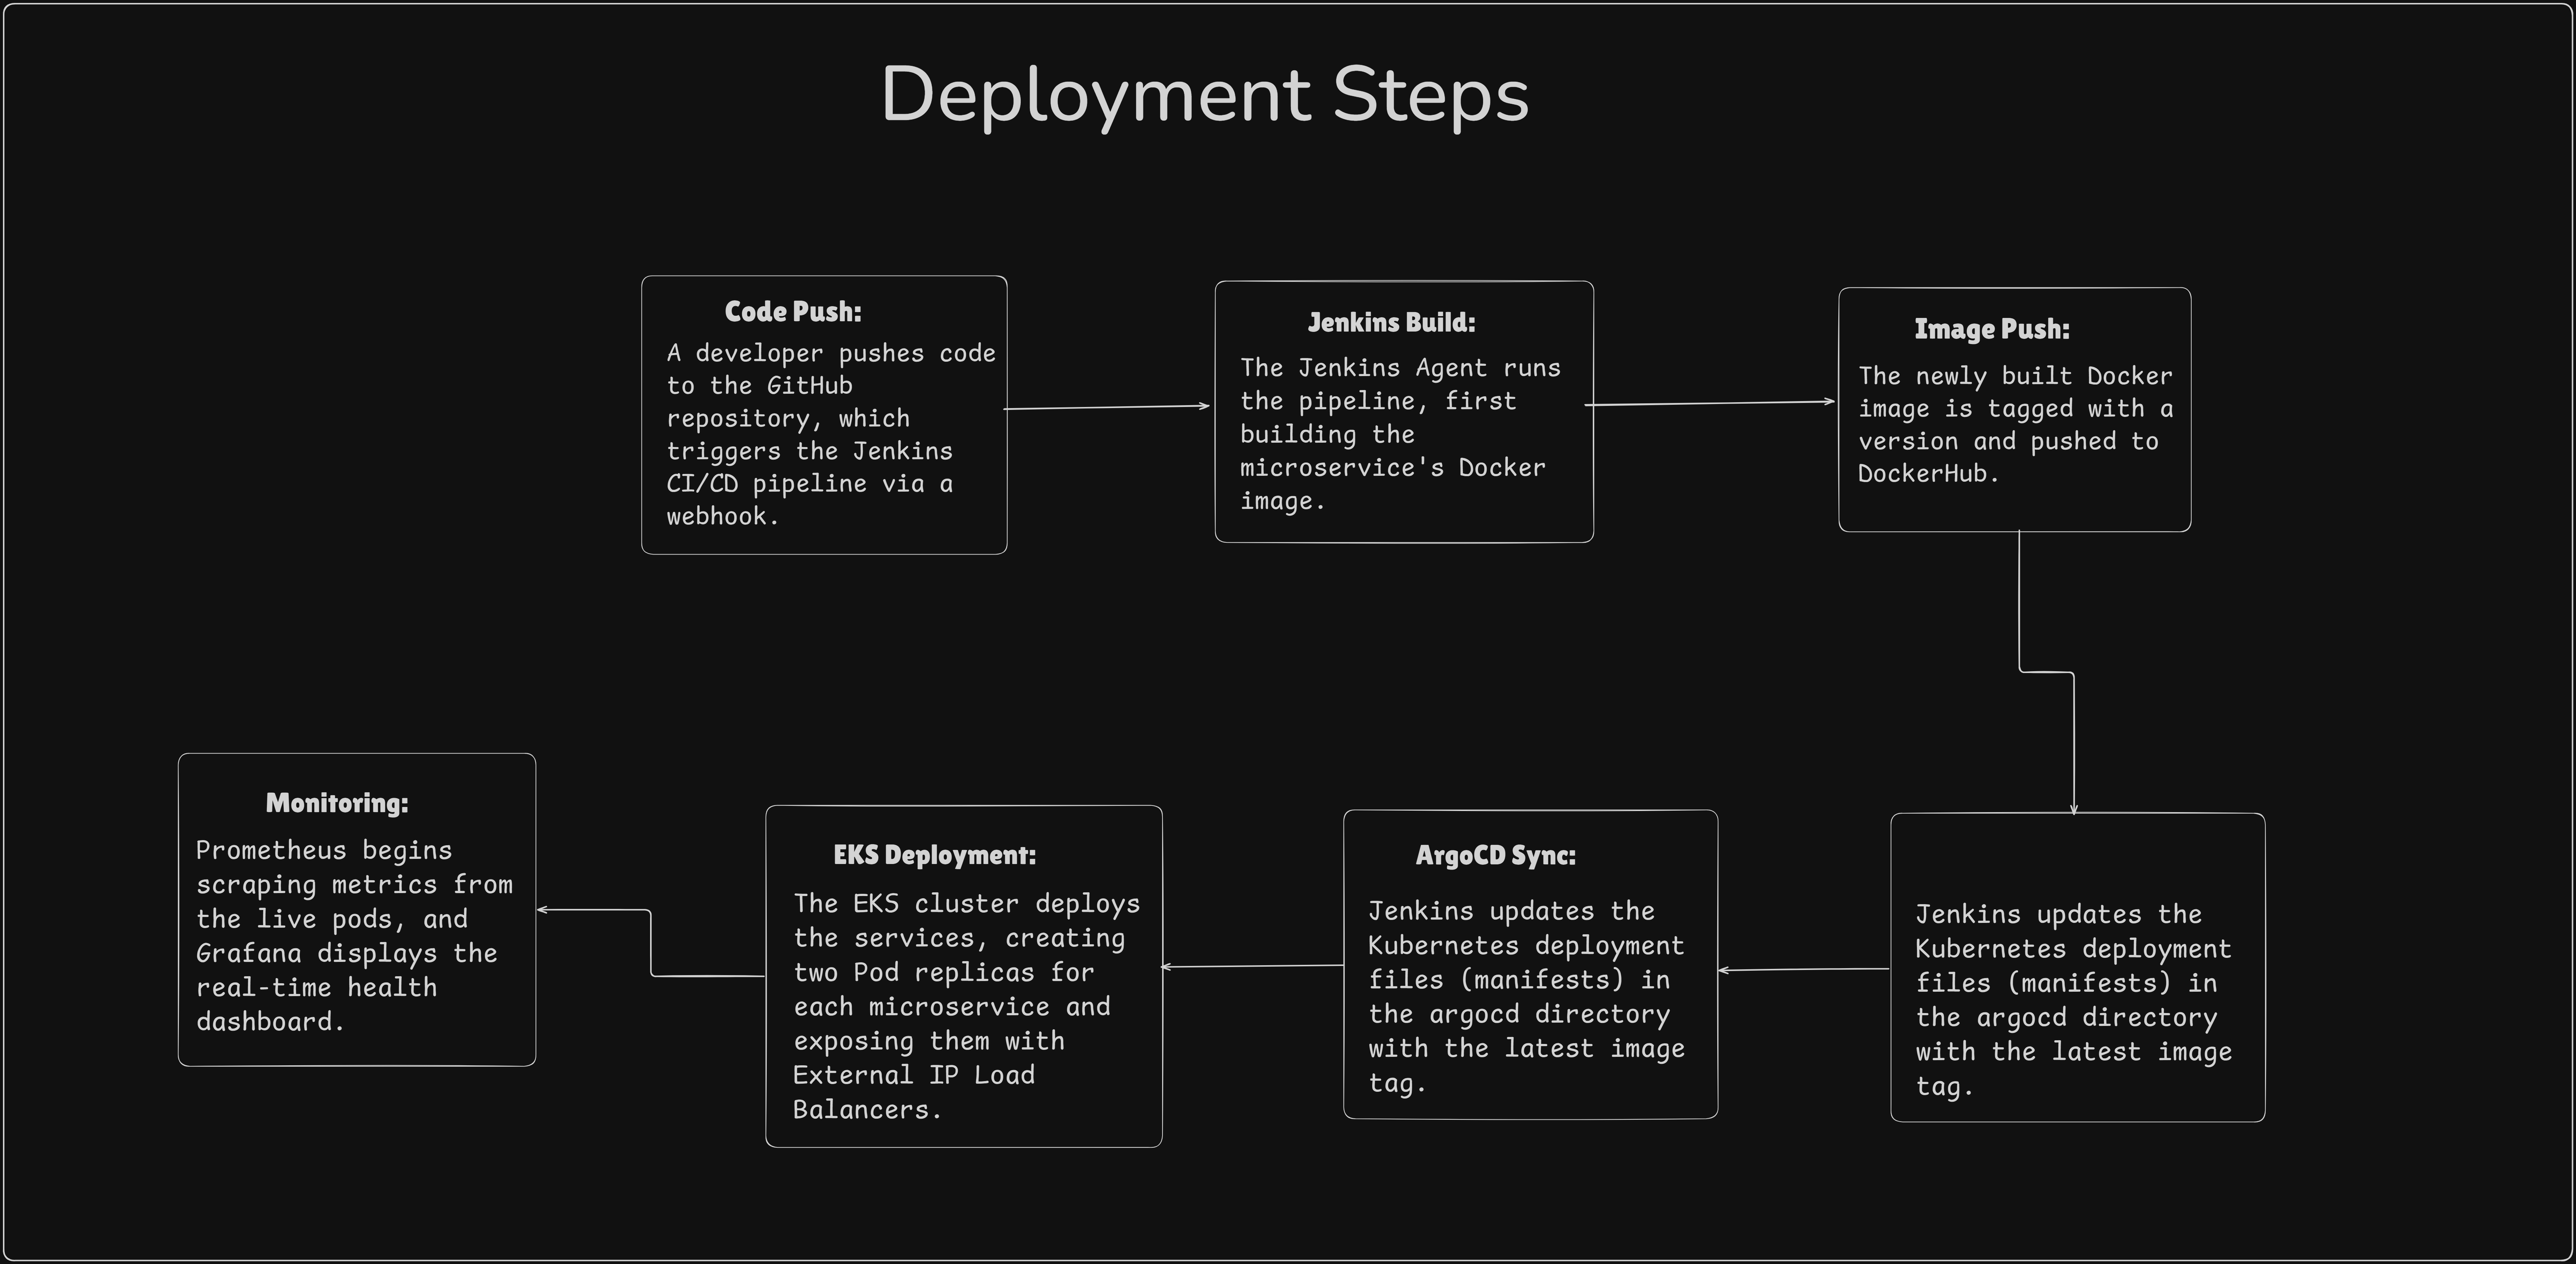 Deployment Steps
Code Push:
A developer pushes code
to the GitHub
repository, which
triggers the Jenkins
CI/CD pipeline via a
webhook.
Jenkins Build:
The Jenkins Agent runs
the pipeline, first
building the
microservice's Docker
image.
Image Push:
The newly built Docker
image is tagged with a
version and pushed to
DockerHub.
Jenkins updates the
Kubernetes deployment
files (manifests) in
the argocd directory
with the latest image
tag.
ArgoCD Sync:
Jenkins updates the
Kubernetes deployment
files (manifests) in
the argocd directory
with the latest image
tag.
EKS Deployment:
The EKS cluster deploys
the services, creating
two Pod replicas for
each microservice and
exposing them with
External IP Load
Balancers.
Monitoring:
Prometheus begins
scraping metrics from
the live pods, and
Grafana displays the
real-time health
dashboard.